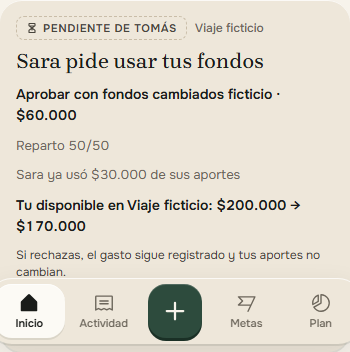 PENDIENTE DE TOMÁS Viaje ficticio
Sara pide usar tus fondos
Aprobar con fondos cambiados ficticio ·
$60.000
Reparto 50/50
Sara ya usó $30.000 de sus aportes
Tu disponible en Viaje ficticio: $200.000 →
$170.000
Si rechazas, el gasto sigue registrado y tus aportes no
cambian.
Inicio Actividad Metas Plan